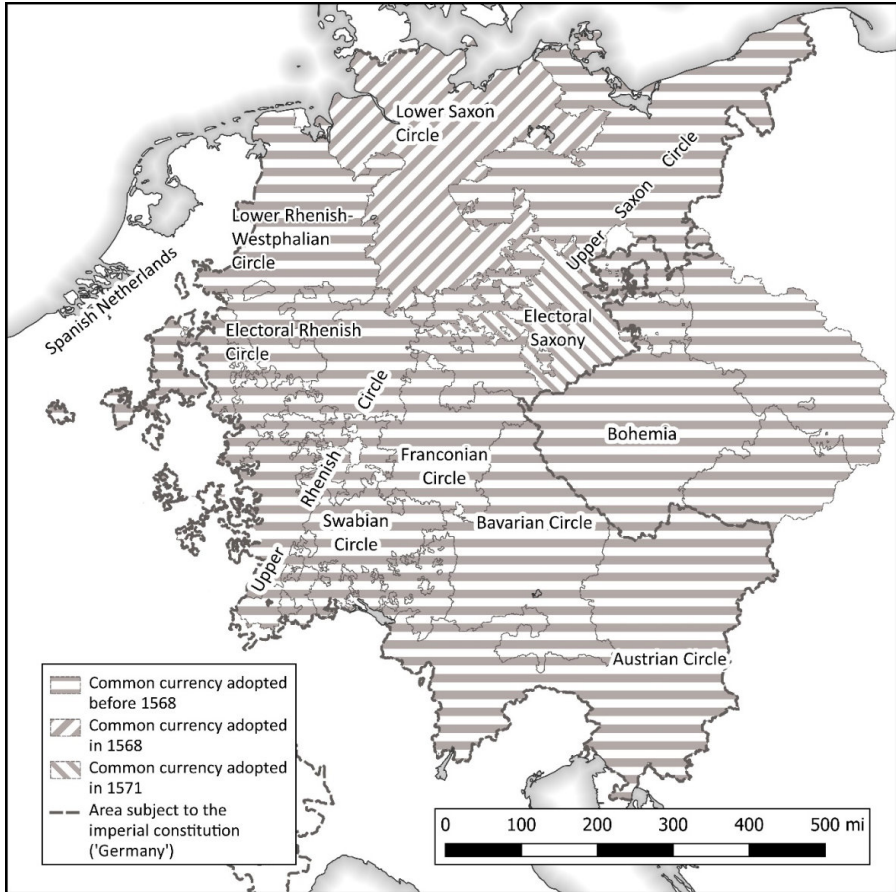 Lower Saxon
Circle
Upper Saxon Circle
Lower Rhenish-
Westphalian
Circle
Spanish Netherlands
Electoral Rhenish
Circle
Electoral
Saxony
Upper Rhenish Circle
Bohemia
Franconian
Circle
Swabian
Circle
Bavarian Circle
Austrian Circle
Common currency adopted
before 1568
Common currency adopted
in 1568
Common currency adopted
in 1571
Area subject to the
imperial constitution
('Germany')
0 100 200 300 400 500 mi